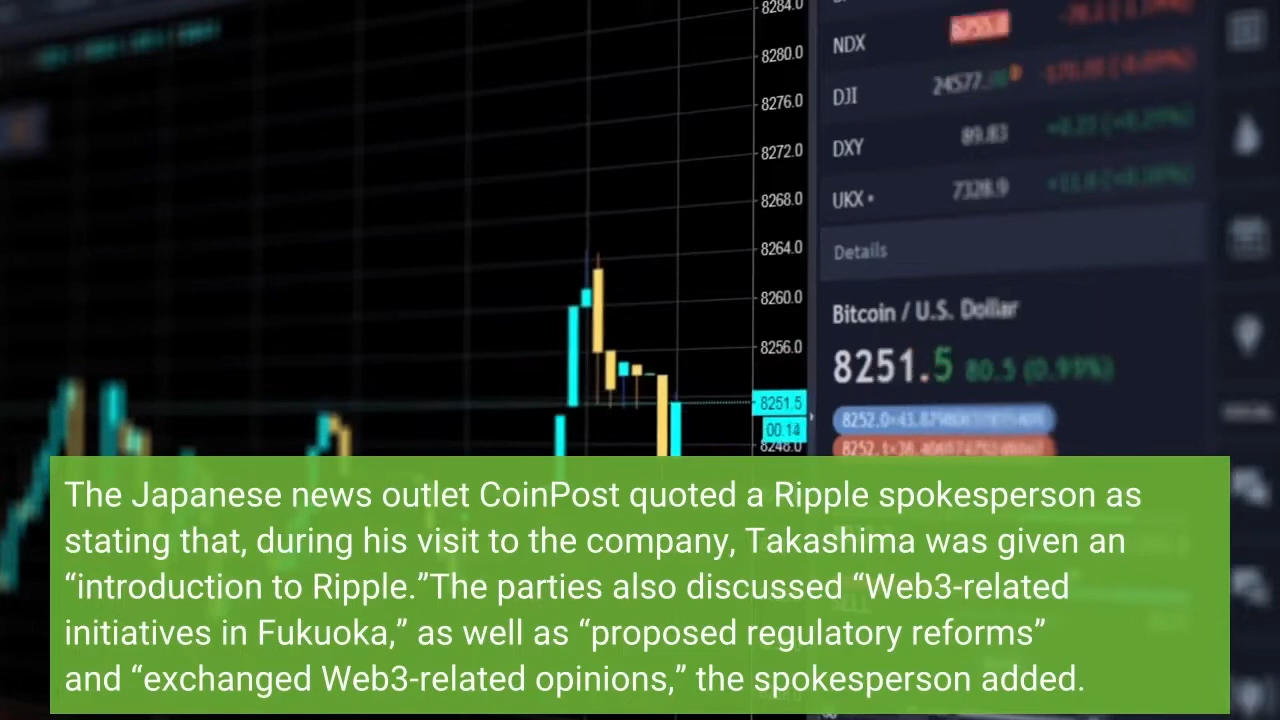 8284.0
8280.0
8276.0
8272.0
8268.0
8264.0
8260.0
8256.0
8251.5
00.14
8248.0
NDX
DJI 24577.
DXY 89.83
UKX • 7328.9
Details
Bitcoin / U.S. Dollar
8251.5 80.5 (0.99%)
The Japanese news outlet CoinPost quoted a Ripple spokesperson as
stating that, during his visit to the company, Takashima was given an
“introduction to Ripple.”The parties also discussed “Web3-related
initiatives in Fukuoka,” as well as “proposed regulatory reforms”
and “exchanged Web3-related opinions,” the spokesperson added.